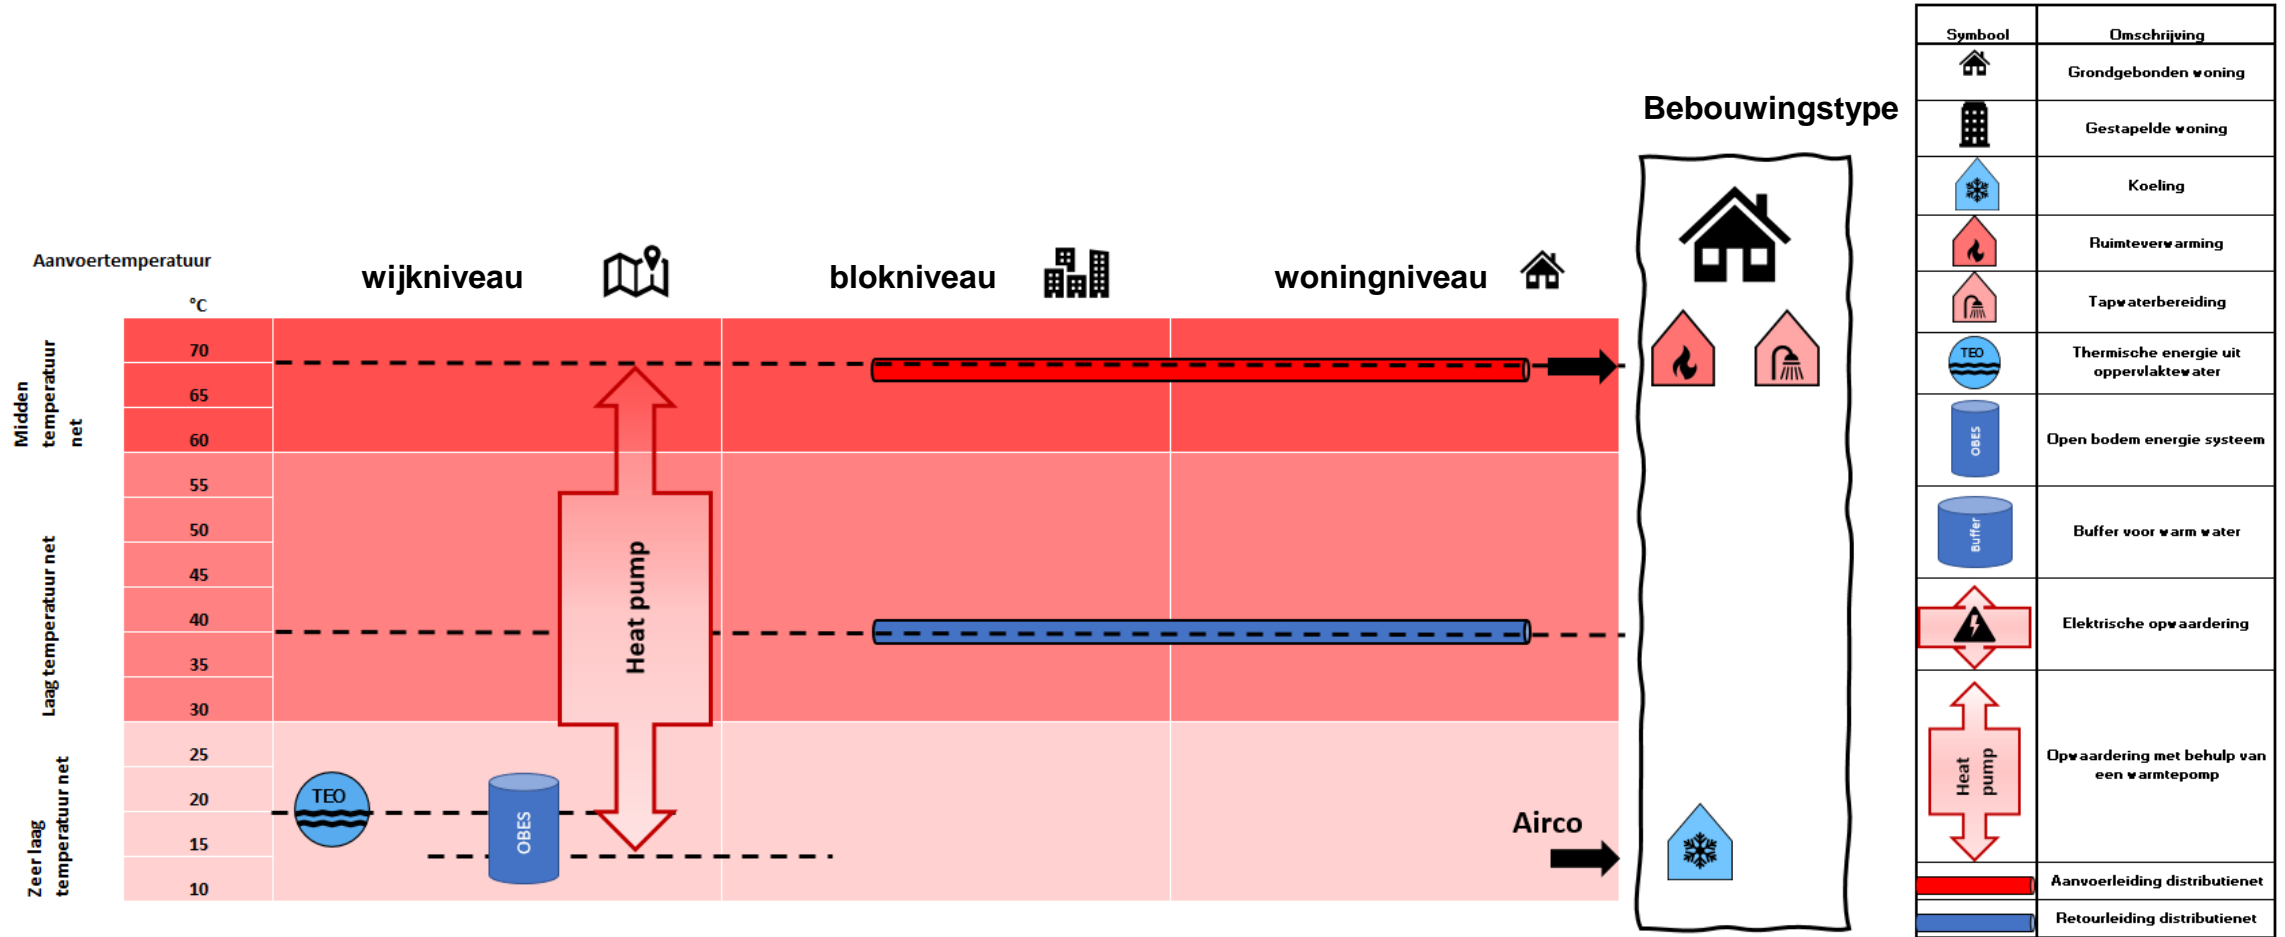 Bebouwingstype
Aanvoertemperatuur
°C
wijkniveau
blokniveau
woningniveau
Midden
temperatuur
net
Laag temperatuur net
Zeer laag
temperatuur net
70
65
60
55
50
45
40
35
30
25
20
15
10
Heat pump
TEO
OBES
Airco
Symbool
Omschrijving
Grondgebonden woning
Gestapelde woning
Koeling
Ruimteverwarming
Tapwaterbereiding
TEO
Thermische energie uit
oppervlaktewater
OBES
Open bodem energie systeem
Buffer
Buffer voor warm water
Elektrische opwaardering
Heat
pump
Opwaardering met behulp van
een warmtepomp
Aanvoerleiding distributienet
Retourleiding distributienet